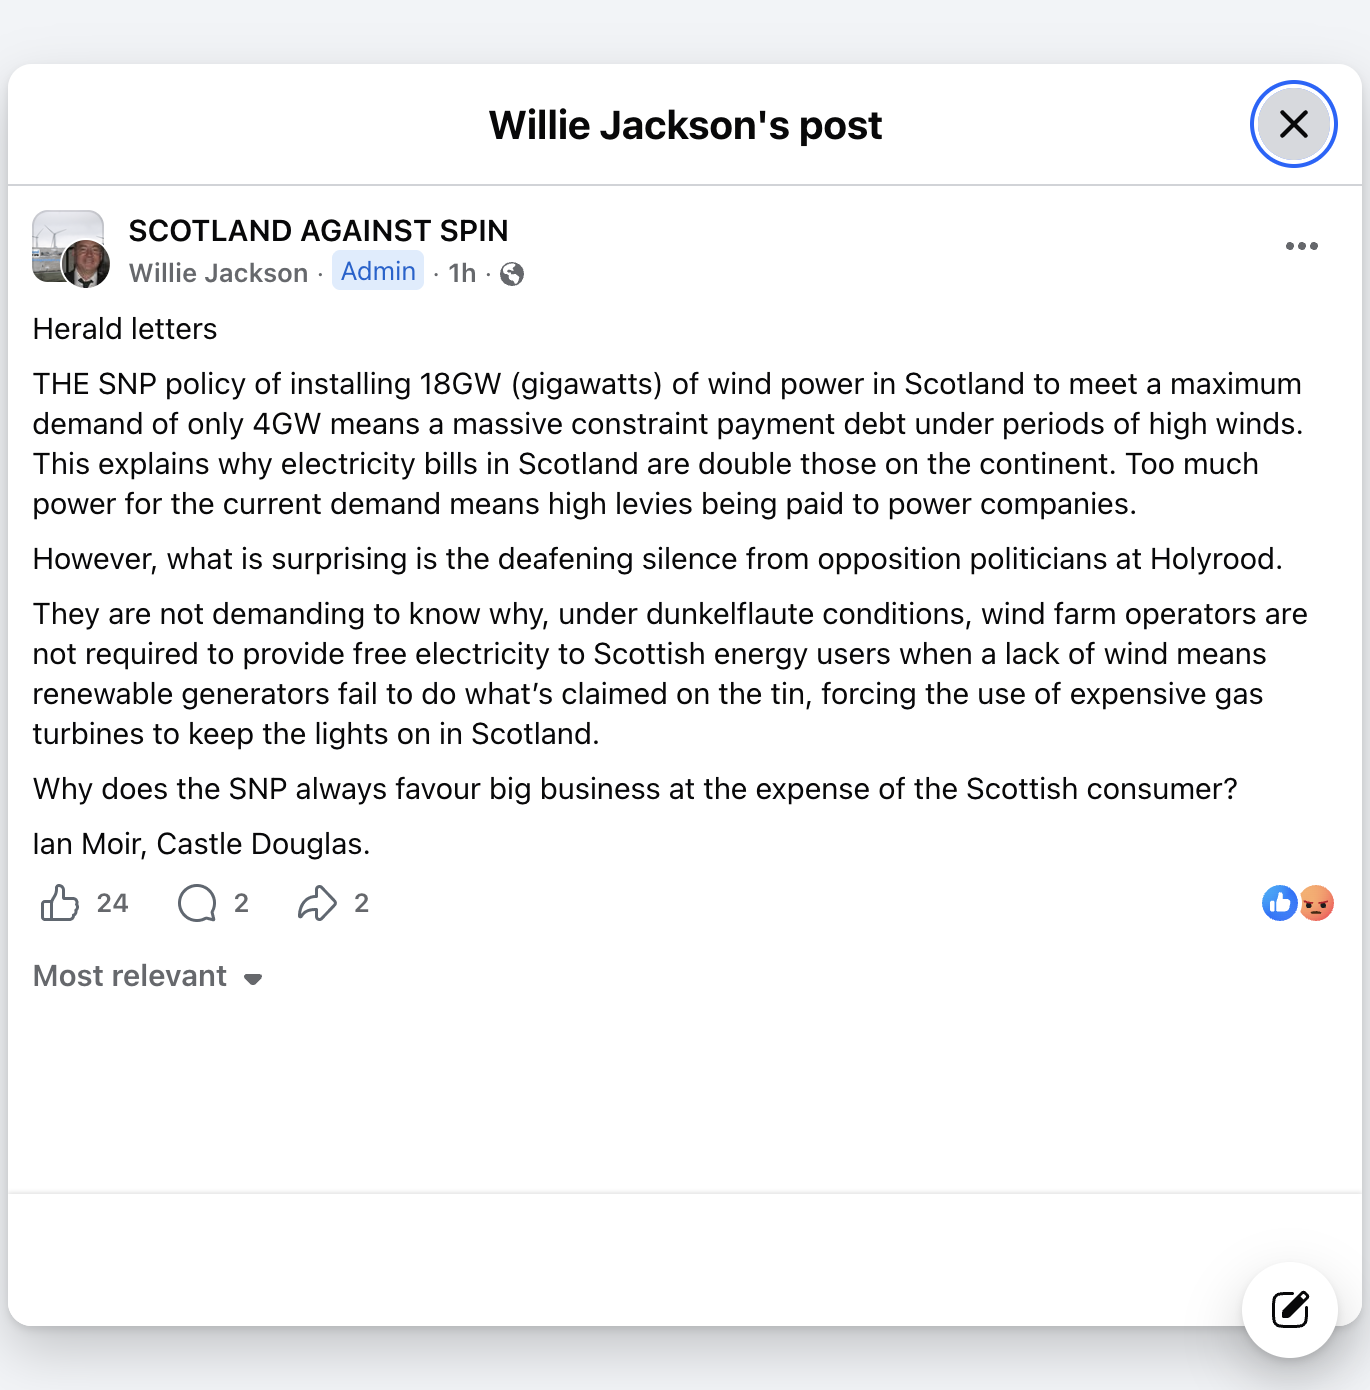 Willie Jackson's post
SCOTLAND AGAINST SPIN
Willie Jackson · Admin · 1h ·
Herald letters
THE SNP policy of installing 18GW (gigawatts) of wind power in Scotland to meet a maximum
demand of only 4GW means a massive constraint payment debt under periods of high winds.
This explains why electricity bills in Scotland are double those on the continent. Too much
power for the current demand means high levies being paid to power companies.
However, what is surprising is the deafening silence from opposition politicians at Holyrood.
They are not demanding to know why, under dunkelflaute conditions, wind farm operators are
not required to provide free electricity to Scottish energy users when a lack of wind means
renewable generators fail to do what’s claimed on the tin, forcing the use of expensive gas
turbines to keep the lights on in Scotland.
Why does the SNP always favour big business at the expense of the Scottish consumer?
Ian Moir, Castle Douglas.
24 2 2
Most relevant